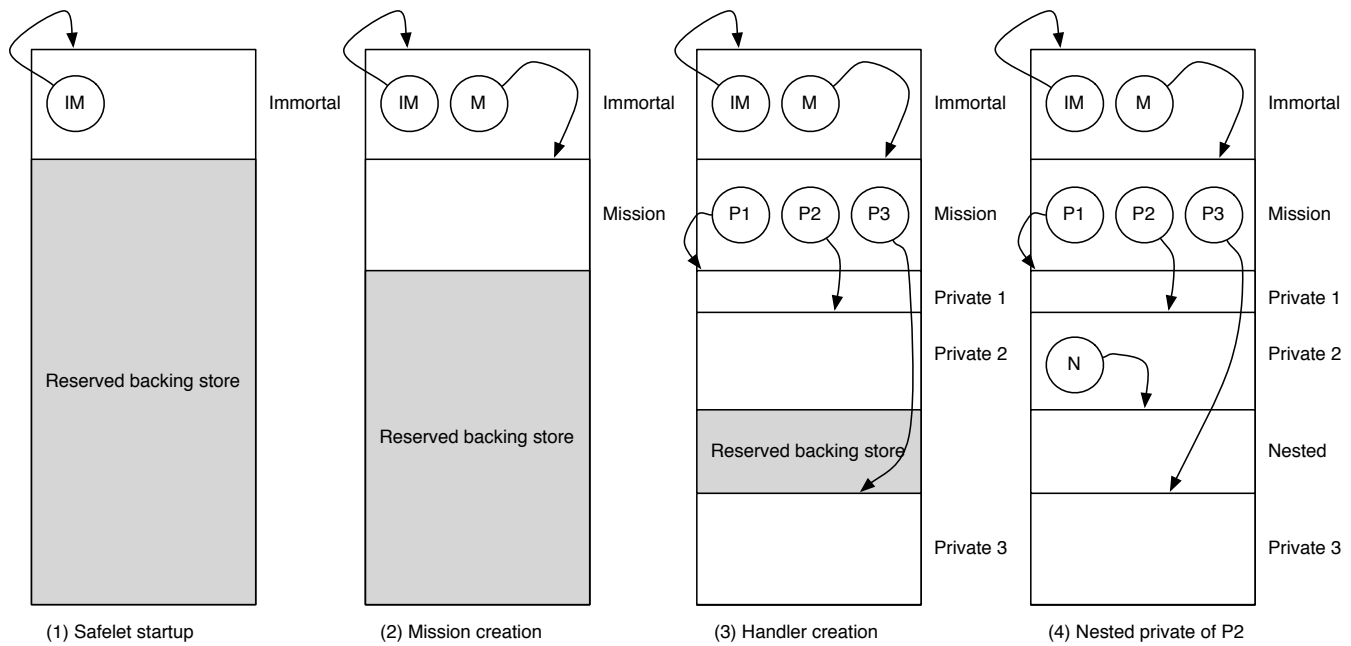 IM
Immortal
Reserved backing store
(1) Safelet startup
IM M
Immortal
Mission
Reserved backing store
(2) Mission creation
IM M
Immortal
P1 P2 P3
Mission
Private 1
Private 2
Reserved backing store
Private 3
(3) Handler creation
IM M
Immortal
P1 P2 P3
Mission
Private 1
N
Private 2
Nested
Private 3
(4) Nested private of P2